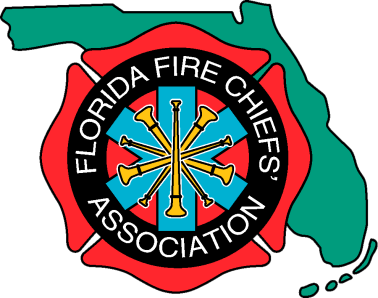 FLORIDA FIRE CHIEFS'
ASSOCIATION